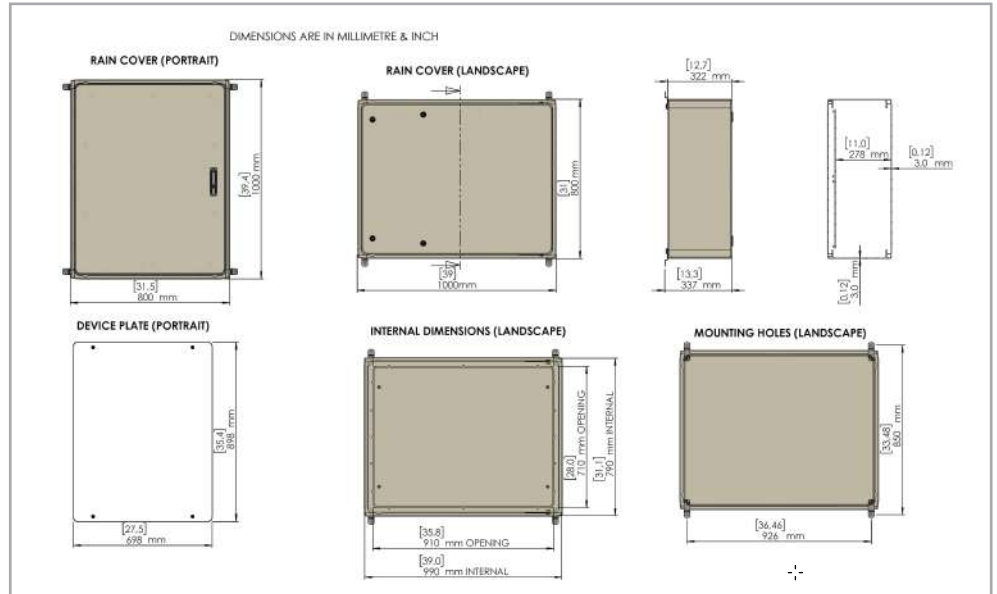 DIMENSIONS ARE IN MILLIMETRE & INCH
RAIN COVER (PORTRAIT)
[39,4]
1000 mm
[31,5]
800 mm
RAIN COVER (LANDSCAPE)
[31]
800 mm
[39]
1000mm
[12,7]
322 mm
[13,3]
337 mm
[11,0]
278 mm
[0,12]
3,0 mm
[0,12]
3,0 mm
DEVICE PLATE (PORTRAIT)
[35,4]
898 mm
[27,5]
698 mm
INTERNAL DIMENSIONS (LANDSCAPE)
[28,0]
710 mm OPENING
[31,1]
790 mm INTERNAL
[35,8]
910 mm OPENING
[39,0]
990 mm INTERNAL
MOUNTING HOLES (LANDSCAPE)
[33,48]
850 mm
[36,46]
926 mm